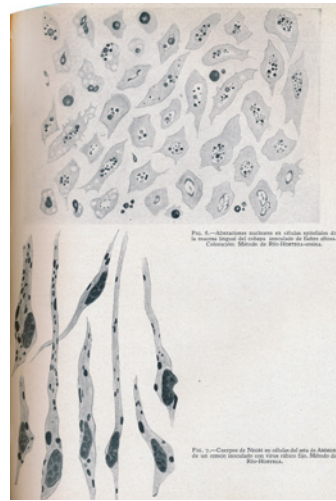 FIG. 6.—Alteraciones nucleares en células epiteliales de
la mucosa lingual del cobayo inoculado de fiebre aftosa.
Coloración: Método de RÍO-HORTEGA-eosina.
FIG. 7.—Cuerpos de NEGRI en células del asta de AMMON
de un conejo inoculado con virus rábico fijo. Método de
RÍO-HORTEGA.